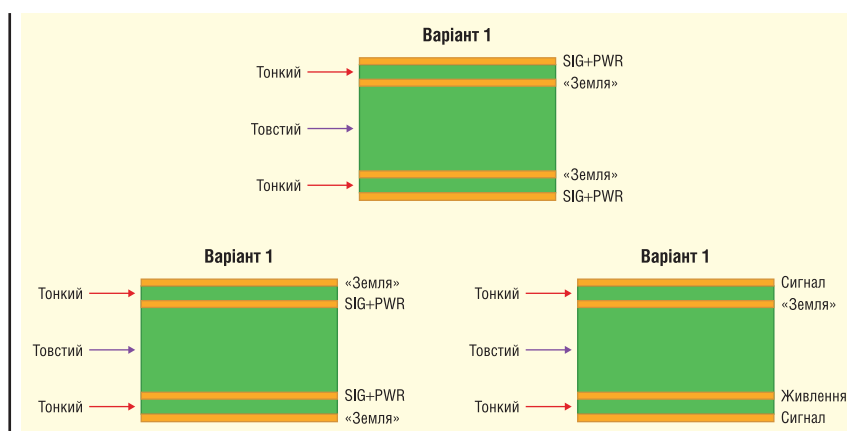 Варіант 1
SIG+PWR
Тонкий
«Земля»
Товстий
«Земля»
Тонкий
SIG+PWR
Варіант 1
«Земля»
Тонкий
SIG+PWR
Товстий
SIG+PWR
Тонкий
«Земля»
Варіант 1
Сигнал
Тонкий
«Земля»
Товстий
Живлення
Тонкий
Сигнал